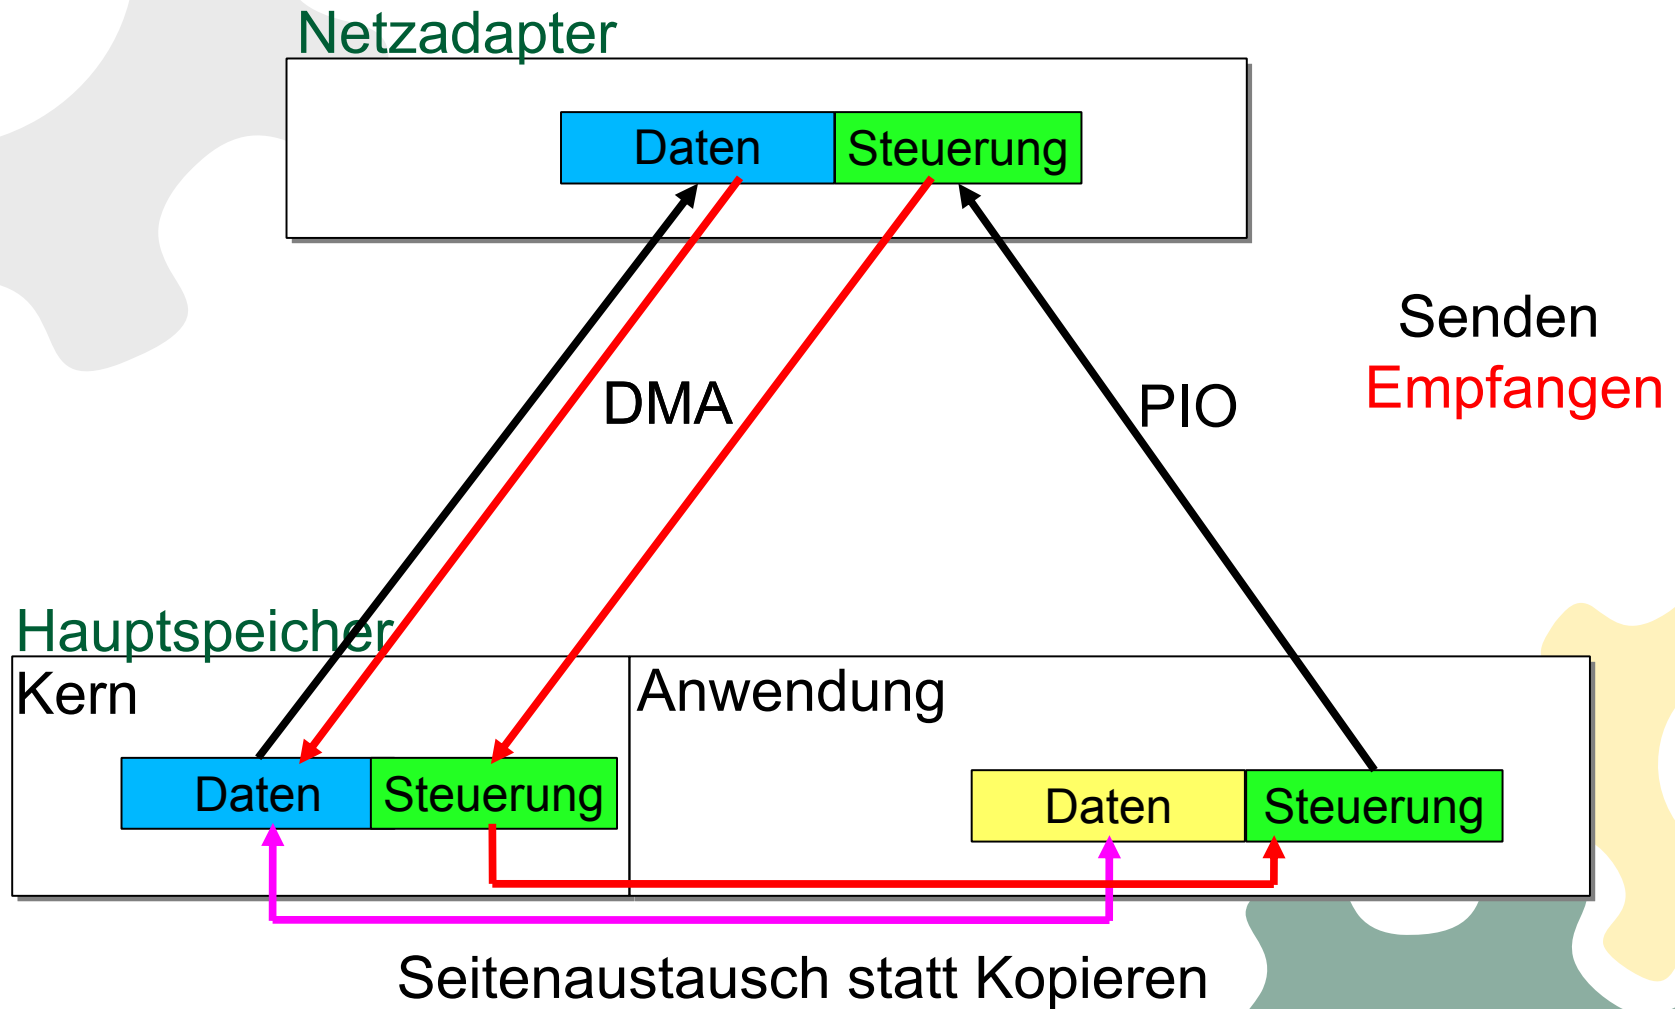 Netzadapter
Daten
Steuerung
Senden
Empfangen
DMA
PIO
Hauptspeicher
Kern
Anwendung
Daten
Steuerung
Daten
Steuerung
Seitenaustausch statt Kopieren